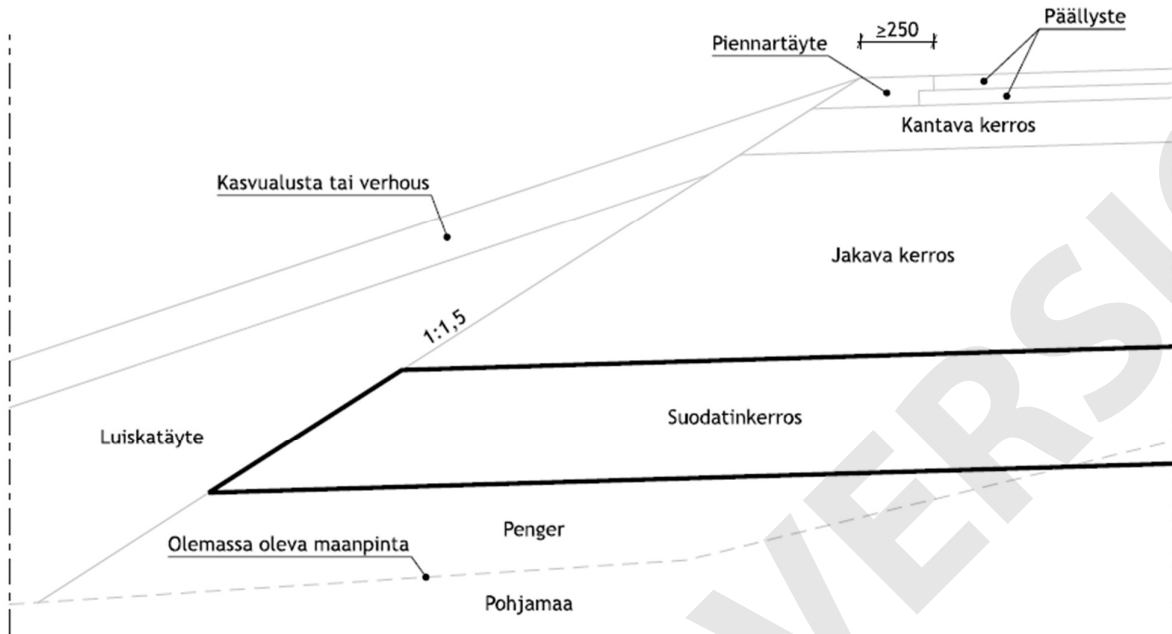 ≥250
Päällyste
Piennartäyte
Kantava kerros
Kasvualusta tai verhous
Jakava kerros
1:1,5
Suodatinkerros
Luiskatäyte
Penger
Olemassa oleva maanpinta
Pohjamaa